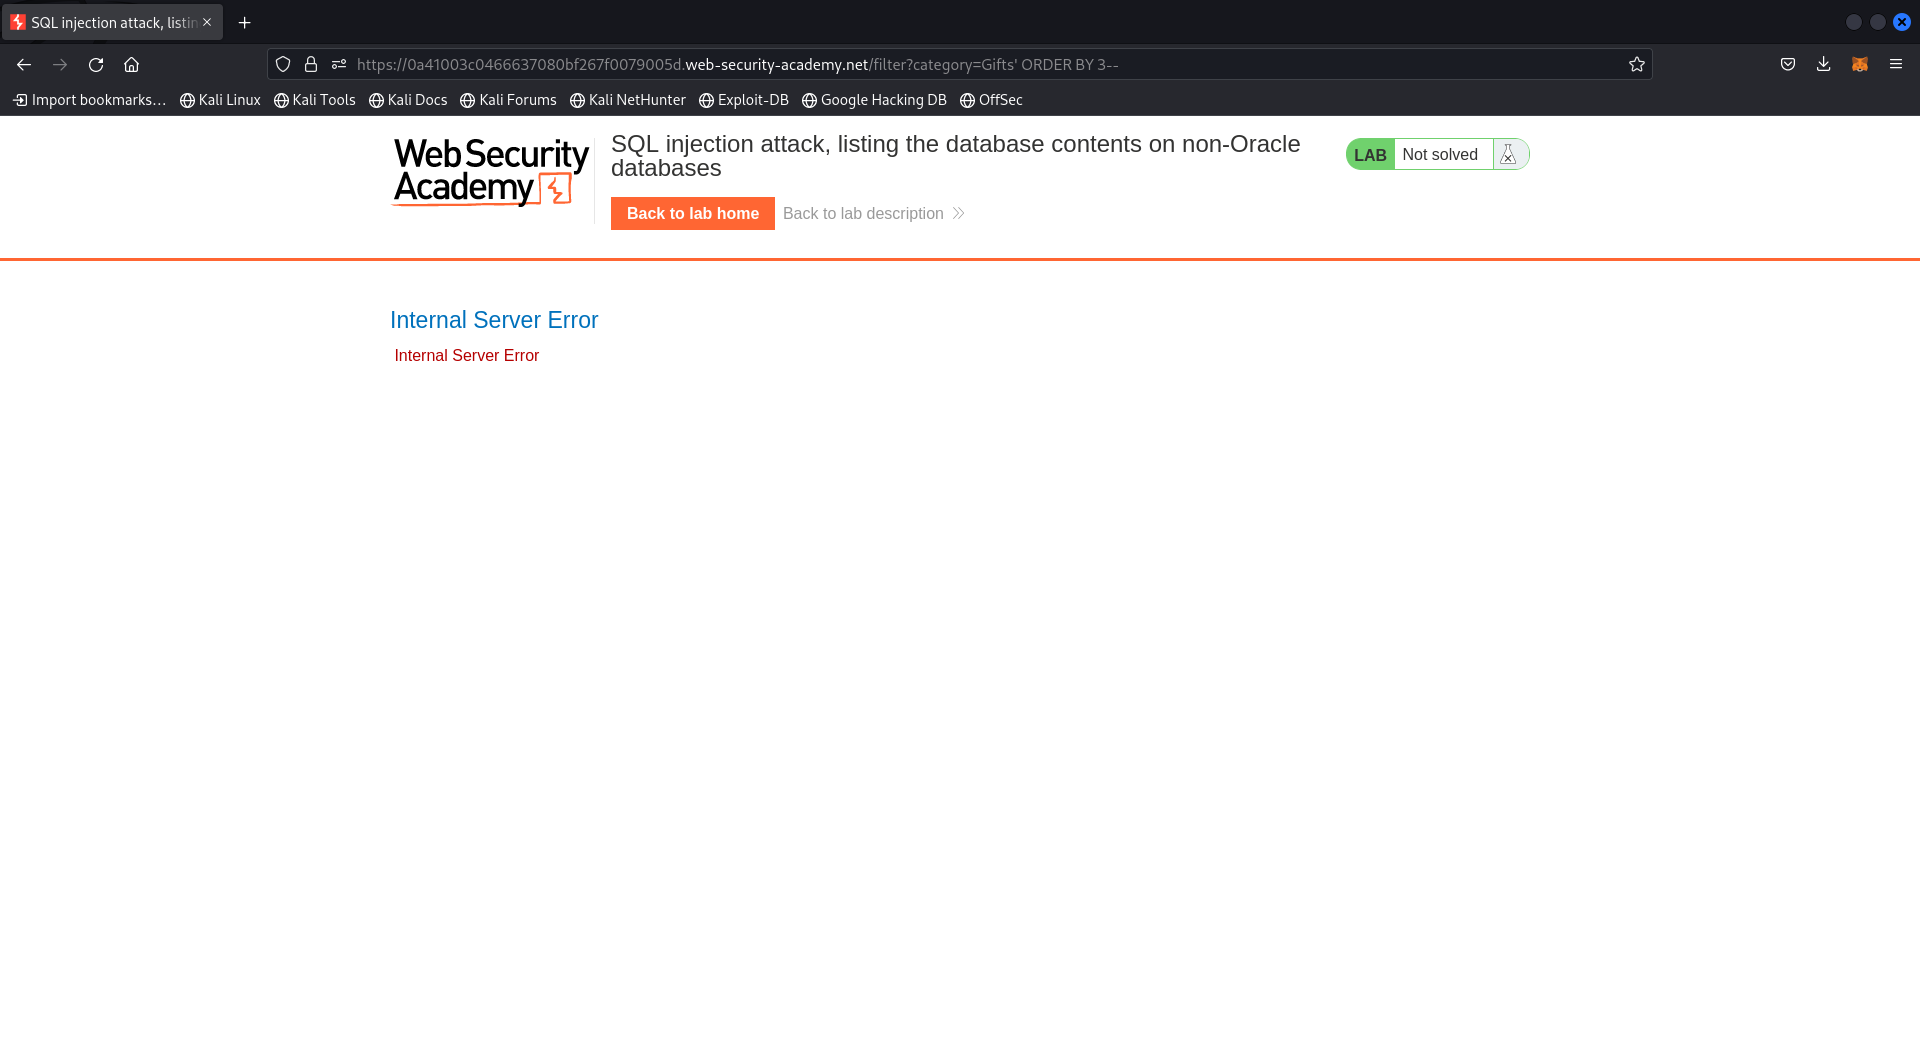 SQL injection attack, listin
https://0a41003c0466637080bf267f0079005d.web-security-academy.net/filter?category=Gifts' ORDER BY 3--
Import bookmarks… Kali Linux Kali Tools Kali Docs Kali Forums Kali NetHunter Exploit-DB Google Hacking DB OffSec
Web Security
Academy
SQL injection attack, listing the database contents on non-Oracle
databases
Back to lab home Back to lab description
LAB Not solved
Internal Server Error
Internal Server Error